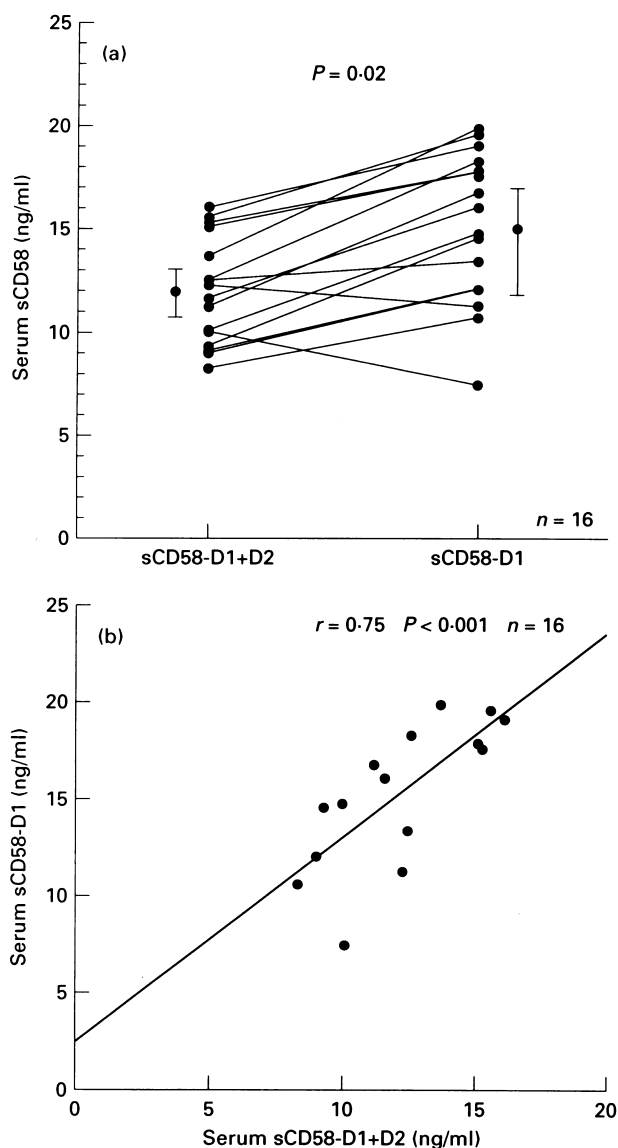 25
(a)
P = 0·02
20
15
10
5
0
Serum sCD58 (ng/ml)
n = 16
sCD58-D1+D2
sCD58-D1
25
(b)
r = 0·75 P < 0·001 n = 16
20
15
10
5
0
Serum sCD58-D1 (ng/ml)
0 5 10 15 20
Serum sCD58-D1+D2 (ng/ml)